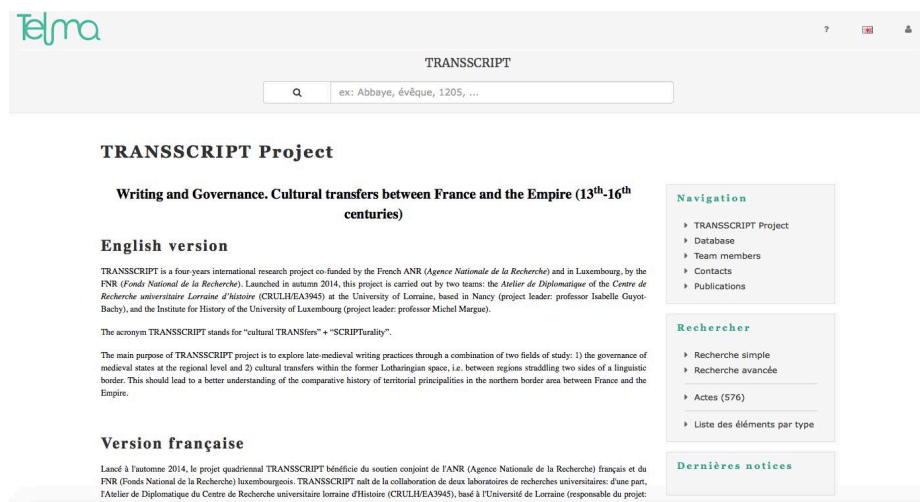 Telma
?
TRANSSCRIPT
ex: Abbaye, évêque, 1205, ...
TRANSSCRIPT Project
Writing and Governance. Cultural transfers between France and the Empire (13th-16th
centuries)
English version
TRANSSCRIPT is a four-years international research project co-funded by the French ANR (Agence Nationale de la Recherche) and in Luxembourg, by the
FNR (Fonds National de la Recherche). Launched in autumn 2014, this project is carried out by two teams: the Atelier de Diplomatique of the Centre de
Recherche universitaire Lorraine d'histoire (CRULH/EA3945) at the University of Lorraine, based in Nancy (project leader: professor Isabelle Guyot-
Bachy), and the Institute for History of the University of Luxembourg (project leader: professor Michel Margue).
The acronym TRANSSCRIPT stands for “cultural TRANSfers” + “SCRIPTurality”.
The main purpose of TRANSSCRIPT project is to explore late-medieval writing practices through a combination of two fields of study: 1) the governance of
medieval states at the regional level and 2) cultural transfers within the former Lotharingian space, i.e. between regions straddling two sides of a linguistic
border. This should lead to a better understanding of the comparative history of territorial principalities in the northern border area between France and the
Empire.
Version française
Lancé à l'automne 2014, le projet quadriennal TRANSSCRIPT bénéficie du soutien conjoint de l'ANR (Agence Nationale de la Recherche) français et du
FNR (Fonds National de la Recherche) luxembourgeois. TRANSSCRIPT naît de la collaboration de deux laboratoires de recherches universitaires: d'une part,
l'Atelier de Diplomatique du Centre de Recherche universitaire lorraine d'Histoire (CRULH/EA3945), basé à l'Université de Lorraine (responsable du projet:
Navigation
TRANSSCRIPT Project
Database
Team members
Contacts
Publications
Rechercher
Recherche simple
Recherche avancée
Actes (576)
Liste des éléments par type
Dernières notices